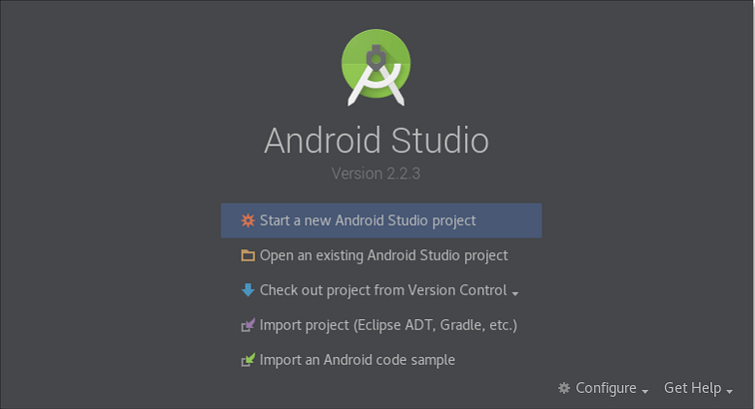 Android Studio
Version 2.2.3
Start a new Android Studio project
Open an existing Android Studio project
Check out project from Version Control
Import project (Eclipse ADT, Gradle, etc.)
Import an Android code sample
Configure Get Help